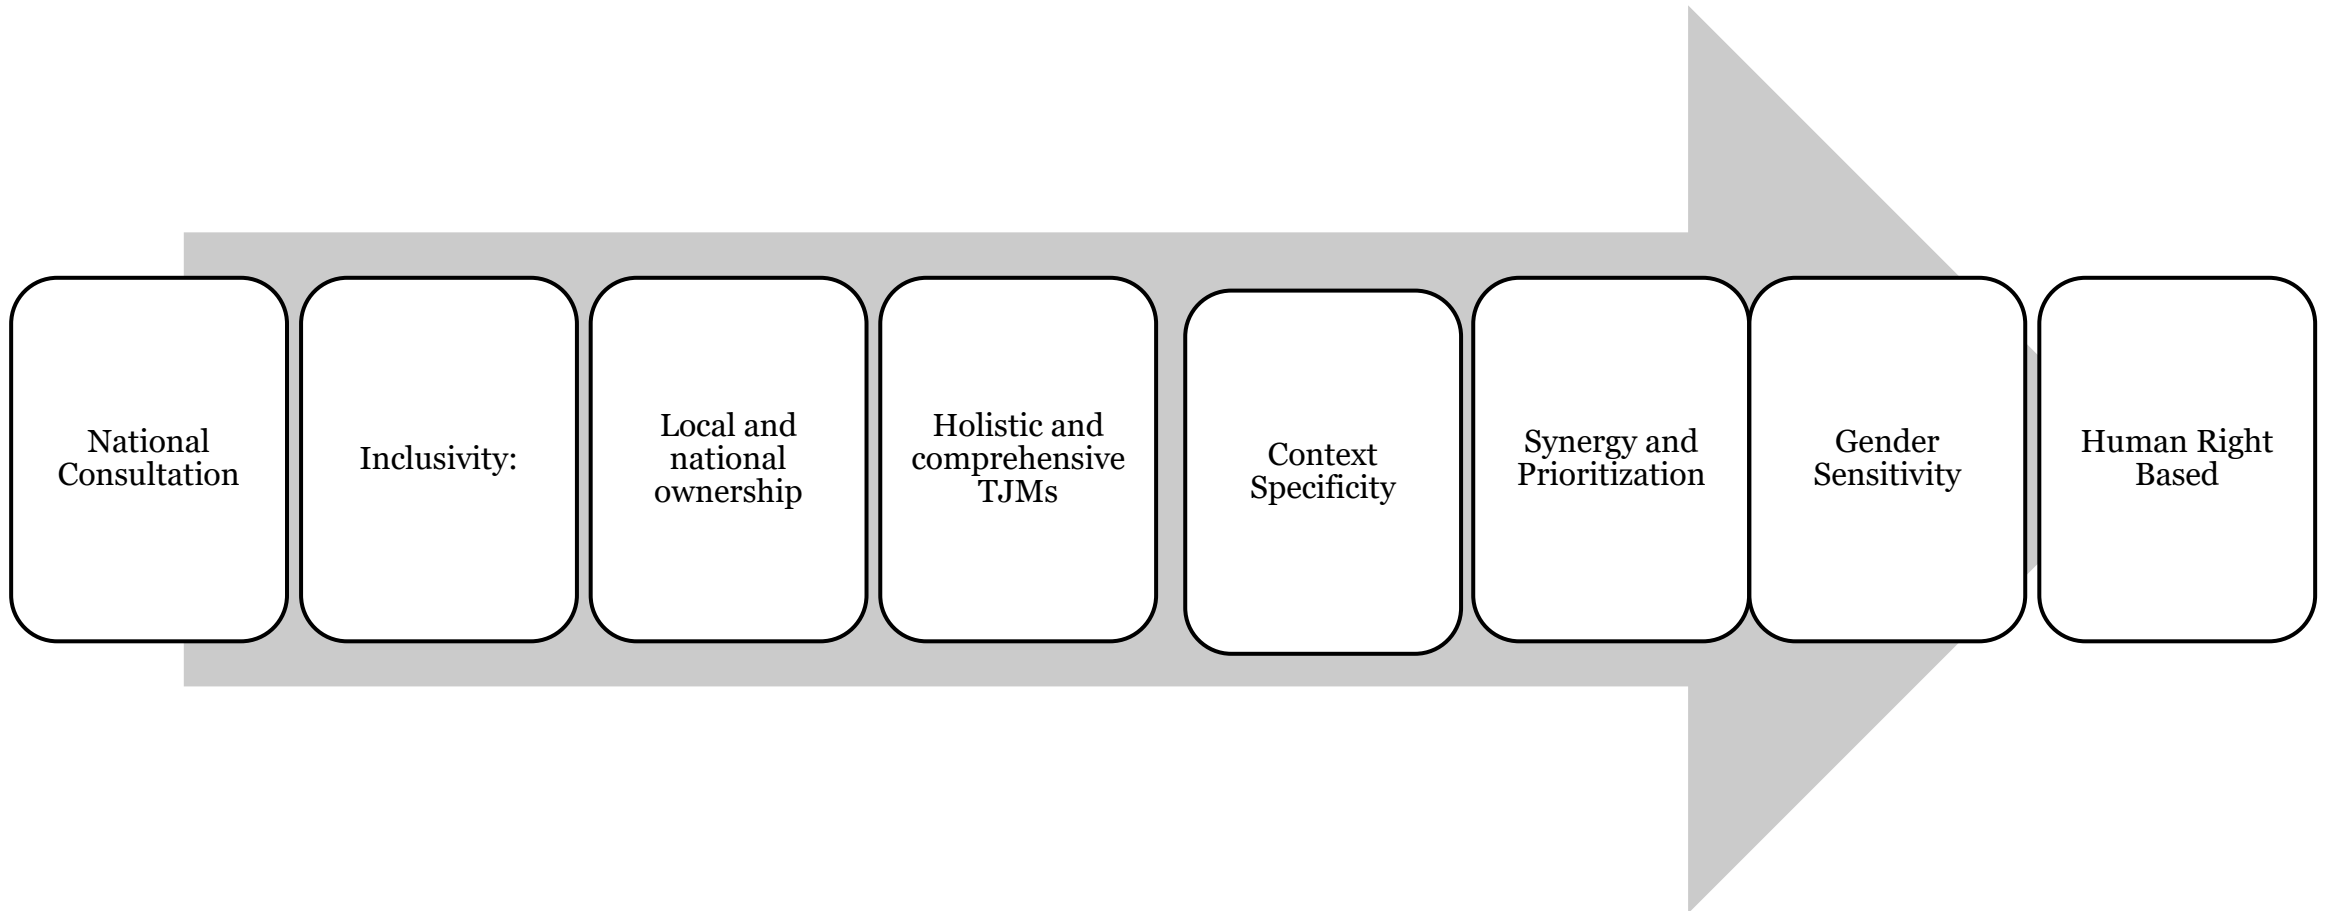 National
Consultation
Inclusivity:
Local and
national
ownership
Holistic and
comprehensive
TJMs
Context
Specificity
Synergy and
Prioritization
Gender
Sensitivity
Human Right
Based